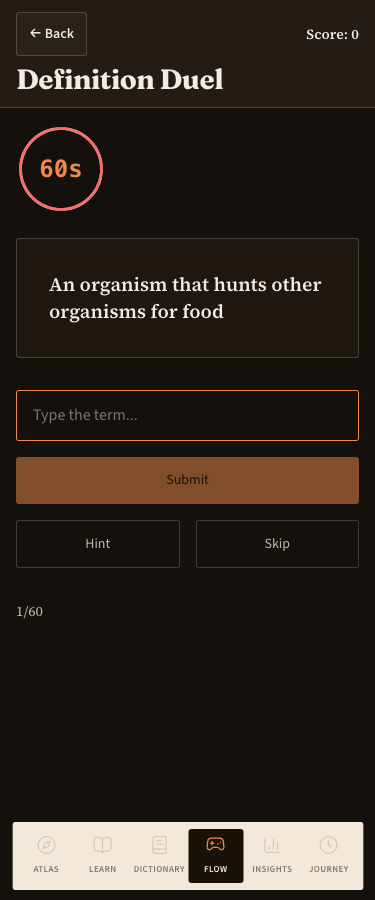 ← Back
Score: 0
Definition Duel
60s
An organism that hunts other
organisms for food
Type the term...
Submit
Hint
Skip
1/60
ATLAS
LEARN
DICTIONARY
FLOW
INSIGHTS
JOURNEY